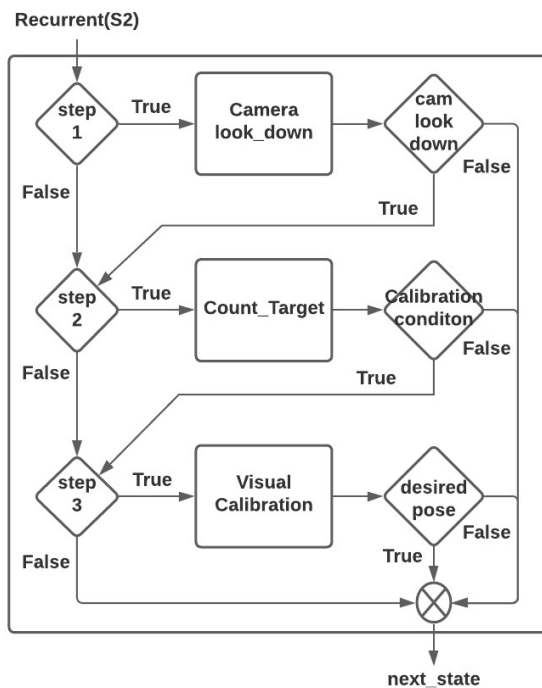 Recurrent(S2)
step
1
True
Camera
look_down
cam
look
down
False
False
True
step
2
True
Count_Target
Calibration
conditon
False
False
True
step
3
True
Visual
Calibration
desired
pose
False
False
True
next_state